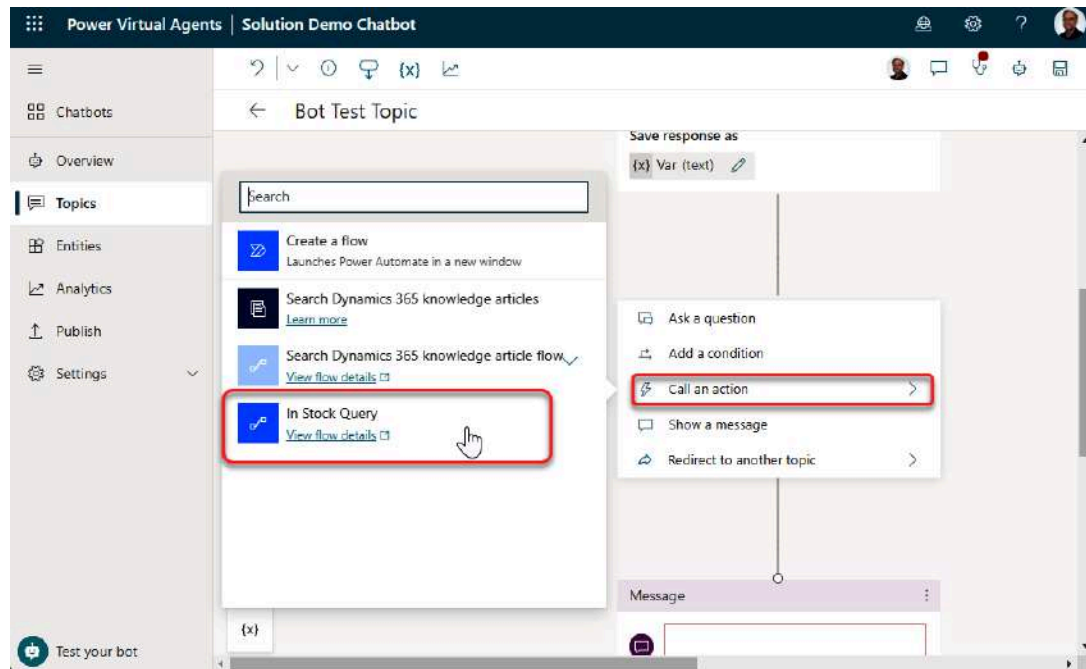 Power Virtual Agents | Solution Demo Chatbot
?
{x}
Chatbots
Bot Test Topic
Overview
Topics
Entities
Analytics
Publish
Settings
Test your bot
Save response as
{x} Var (text)
Search
Create a flow
Launches Power Automate in a new window
Search Dynamics 365 knowledge articles
Learn more
Search Dynamics 365 knowledge article flow
View flow details
In Stock Query
View flow details
Ask a question
Add a condition
Call an action
Show a message
Redirect to another topic
Message
{x}